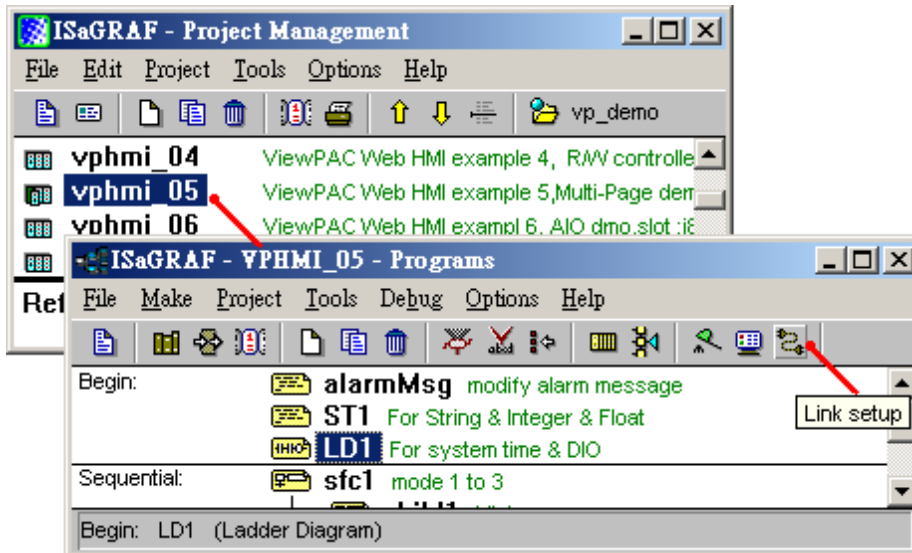 ISaGRAF - Project Management
File Edit Project Tools Options Help
vp_demo
vphmi_04 ViewPAC Web HMI example 4, R/W controlle
vphmi_05 ViewPAC Web HMI example 5,Multi-Page dem
vphmi_06 ViewPAC Web HMI exampl 6, AIO dmo,slot :i8
Ref
ISaGRAF - VPHMI_05 - Programs
File Make Project Tools Debug Options Help
Begin: alarmMsg modify alarm message
ST1 For String & Integer & Float
LD1 For system time & DIO
Link setup
Sequential: sfc1 mode 1 to 3
Begin: LD1 (Ladder Diagram)